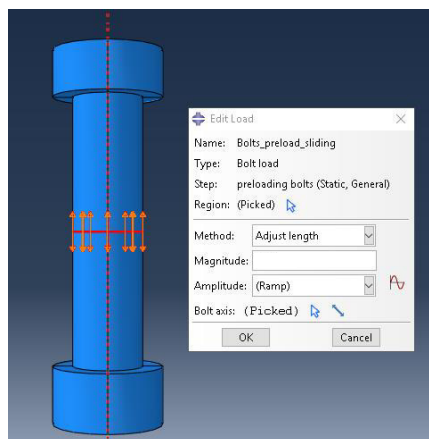 Edit Load
Name: Bolts_preload_sliding
Type: Bolt load
Step: preloading bolts (Static, General)
Region: (Picked)
Method: Adjust length
Magnitude:
Amplitude: (Ramp)
Bolt axis: (Picked)
OK Cancel